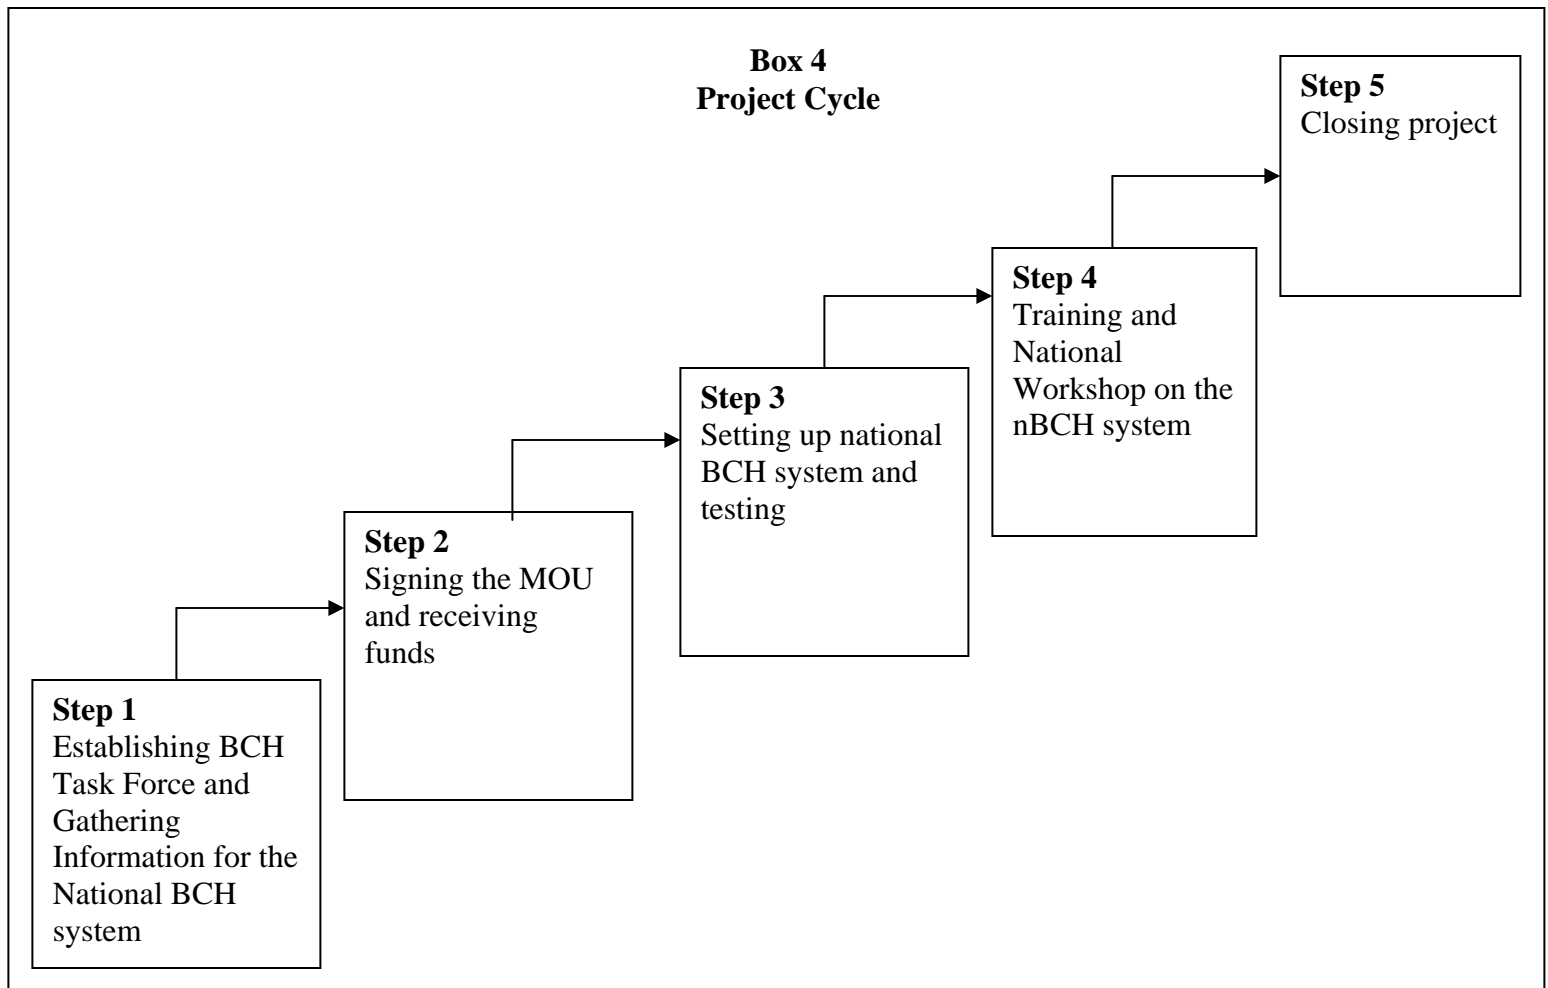 Box 4
Project Cycle
Step 1
Establishing BCH
Task Force and
Gathering
Information for the
National BCH
system
Step 2
Signing the MOU
and receiving
funds
Step 3
Setting up national
BCH system and
testing
Step 4
Training and
National
Workshop on the
nBCH system
Step 5
Closing project